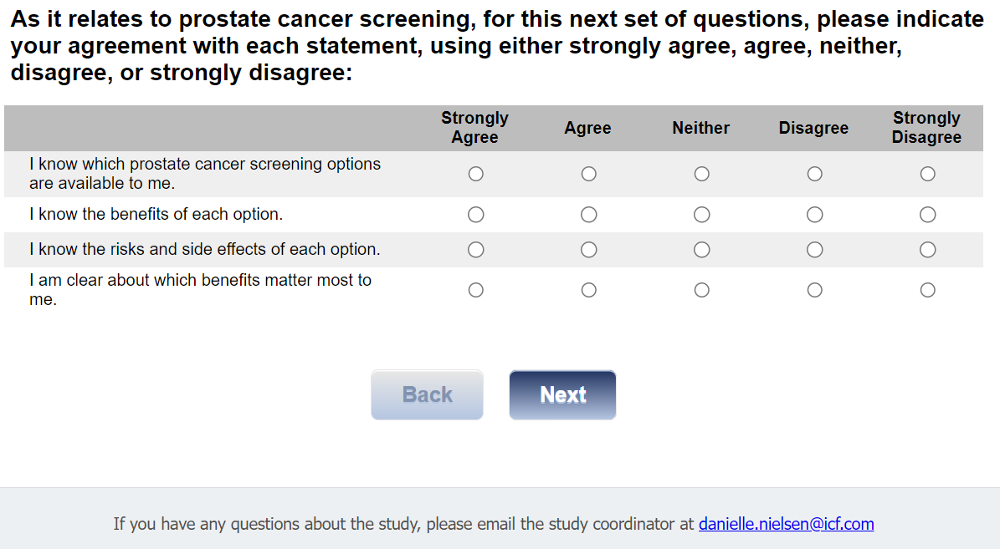 As it relates to prostate cancer screening, for this next set of questions, please indicate
your agreement with each statement, using either strongly agree, agree, neither,
disagree, or strongly disagree:
Strongly Agree Agree Neither Disagree Strongly Disagree
I know which prostate cancer screening options
are available to me.
I know the benefits of each option.
I know the risks and side effects of each option.
I am clear about which benefits matter most to
me.
Back Next
If you have any questions about the study, please email the study coordinator at danielle.nielsen@icf.com